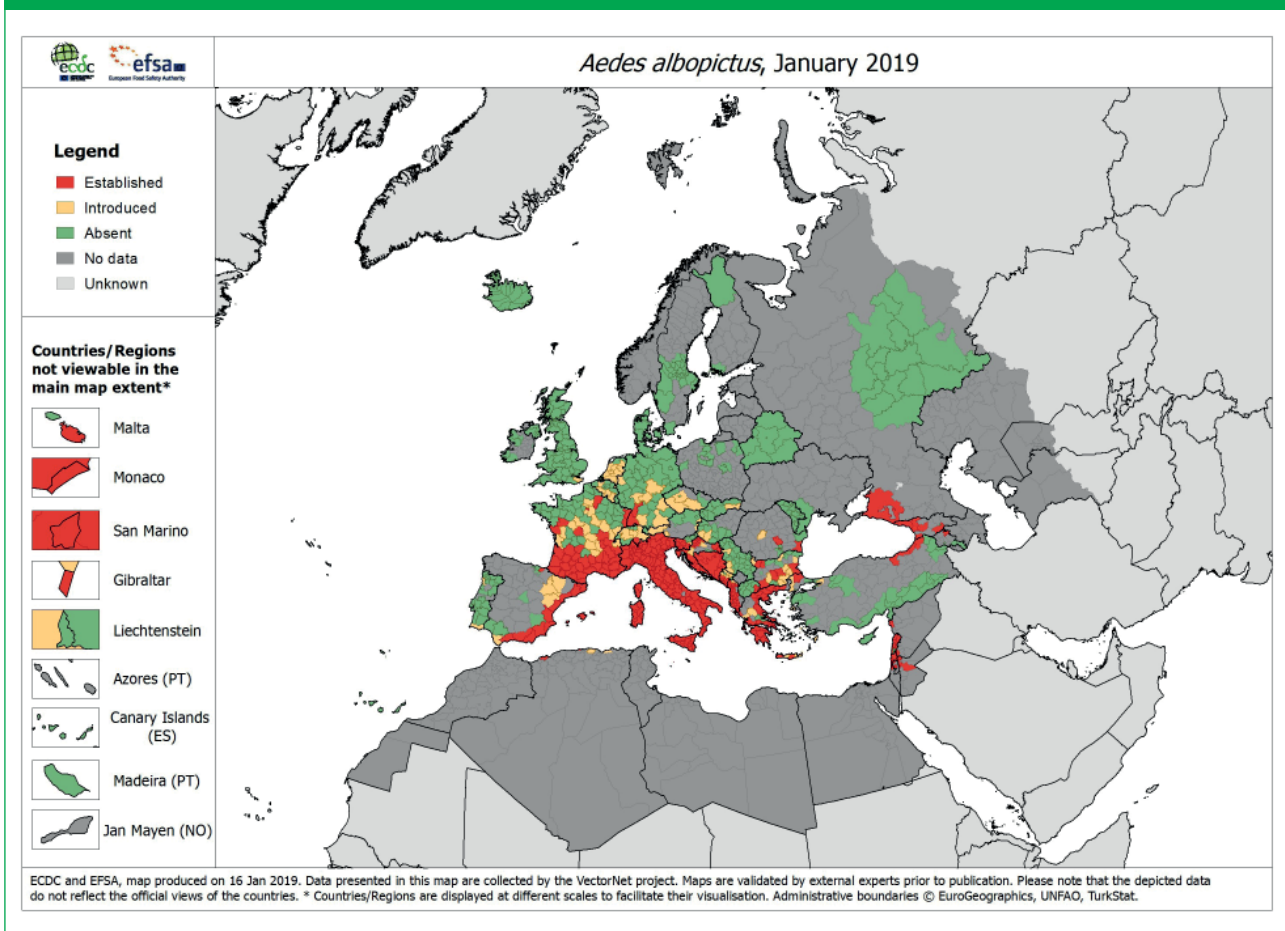 ecdc
efsa
European Food Safety Authority
Aedes albopictus, January 2019
Legend
Established
Introduced
Absent
No data
Unknown
Countries/Regions
not viewable in the
main map extent*
Malta
Monaco
San Marino
Gibraltar
Liechtenstein
Azores (PT)
Canary Islands
(ES)
Madeira (PT)
Jan Mayen (NO)
ECDC and EFSA, map produced on 16 Jan 2019. Data presented in this map are collected by the VectorNet project. Maps are validated by external experts prior to publication. Please note that the depicted data
do not reflect the official views of the countries. * Countries/Regions are displayed at different scales to facilitate their visualisation. Administrative boundaries © EuroGeographics, UNFAO, TurkStat.